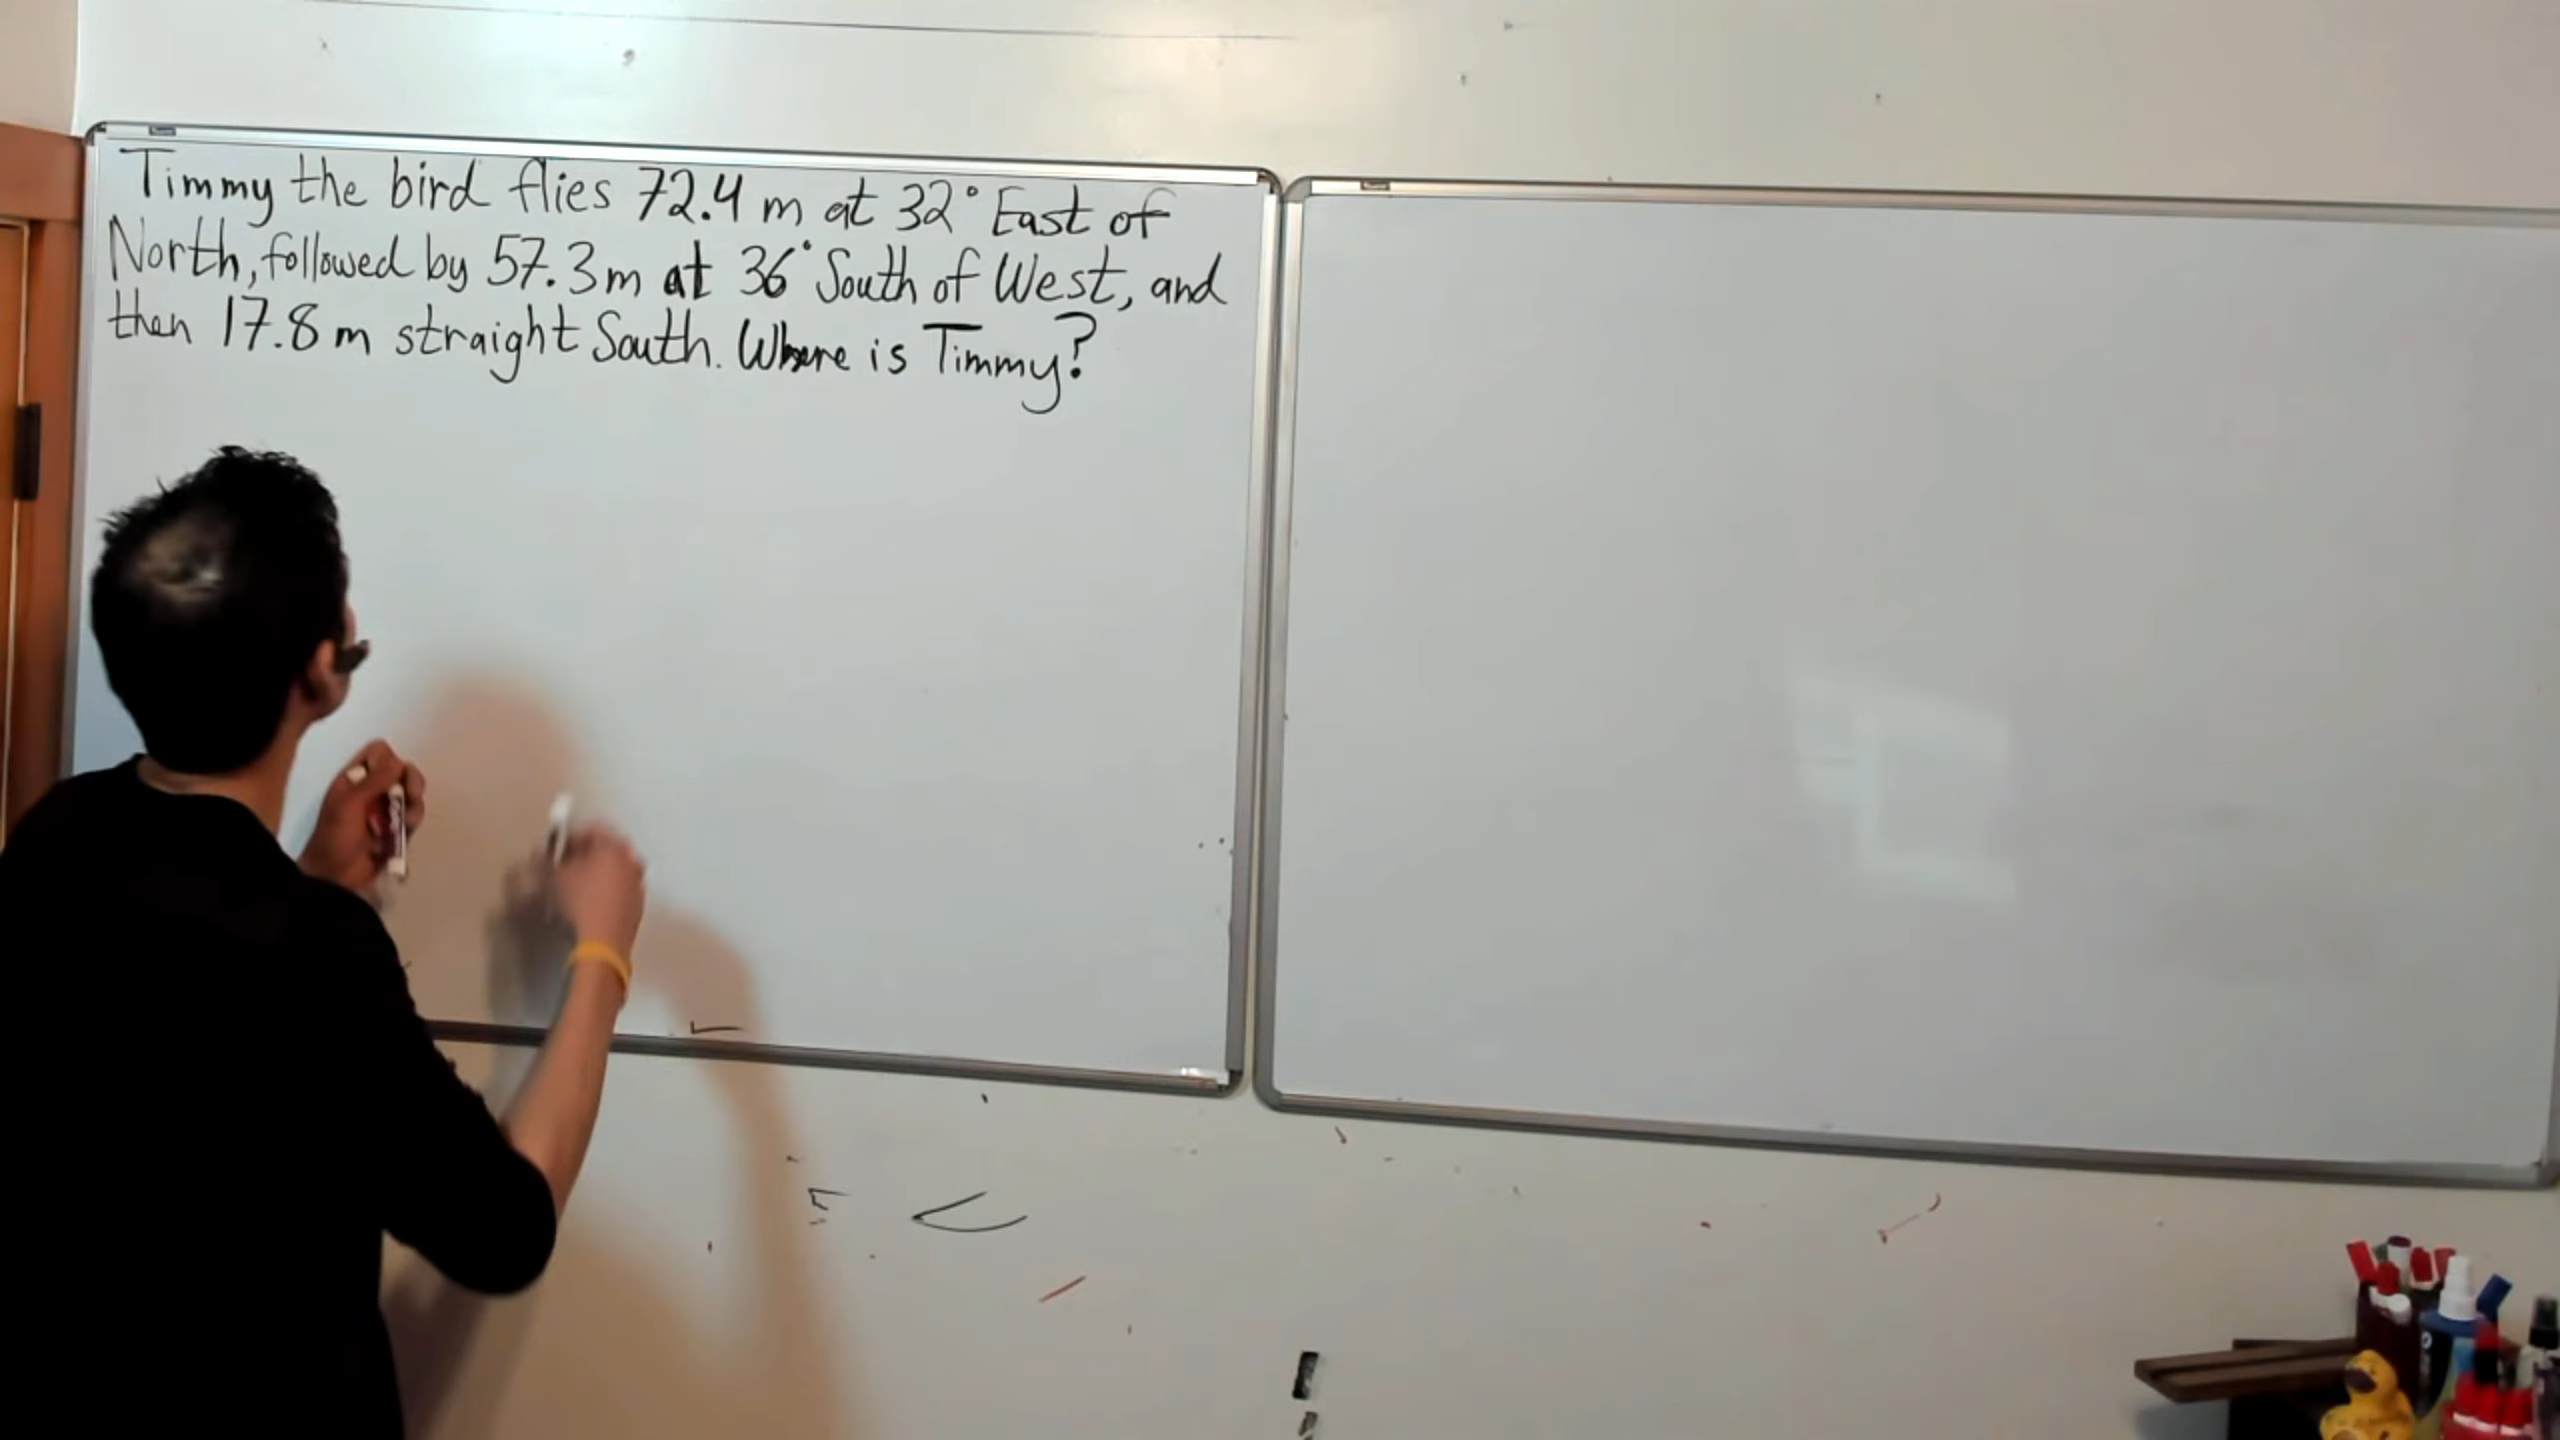 Timmy the bird flies 72.4 m at 32° East of
North, followed by 57.3 m at 36° South of West, and
then 17.8 m straight South. Where is Timmy?